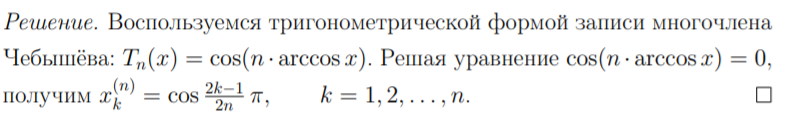 Решение. Воспользуемся тригонометрической формой записи многочлена
Чебышёва: $T_n(x) = \cos(n \cdot \arccos x)$. Решая уравнение $\cos(n \cdot \arccos x) = 0$,
получим $x_k^{(n)} = \cos \frac{2k-1}{2n} \pi, \qquad k = 1, 2, \ldots, n.$ □